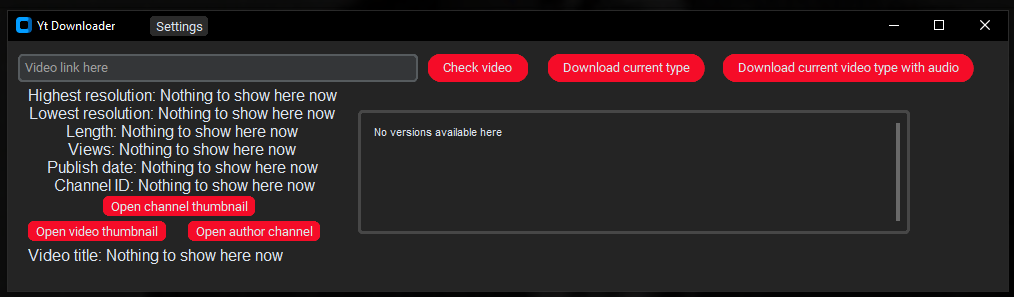 Yt Downloader Settings
Video link here Check video Download current type Download current video type with audio
Highest resolution: Nothing to show here now
Lowest resolution: Nothing to show here now
Length: Nothing to show here now
Views: Nothing to show here now
Publish date: Nothing to show here now
Channel ID: Nothing to show here now
Open channel thumbnail
Open video thumbnail Open author channel
Video title: Nothing to show here now
No versions available here